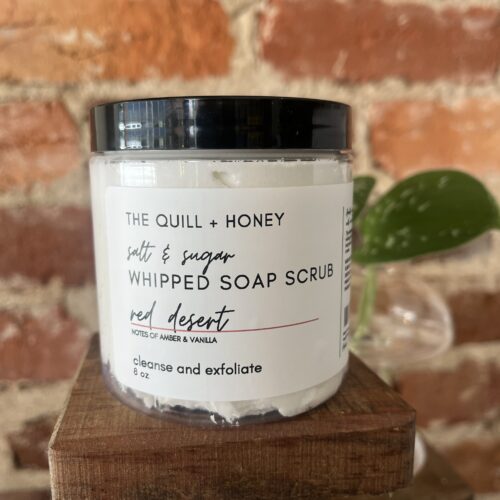 THE QUILL + HONEY
salt & sugar
WHIPPED SOAP SCRUB
red desert
NOTES OF AMBER & VANILLA
cleanse and exfoliate
8 oz